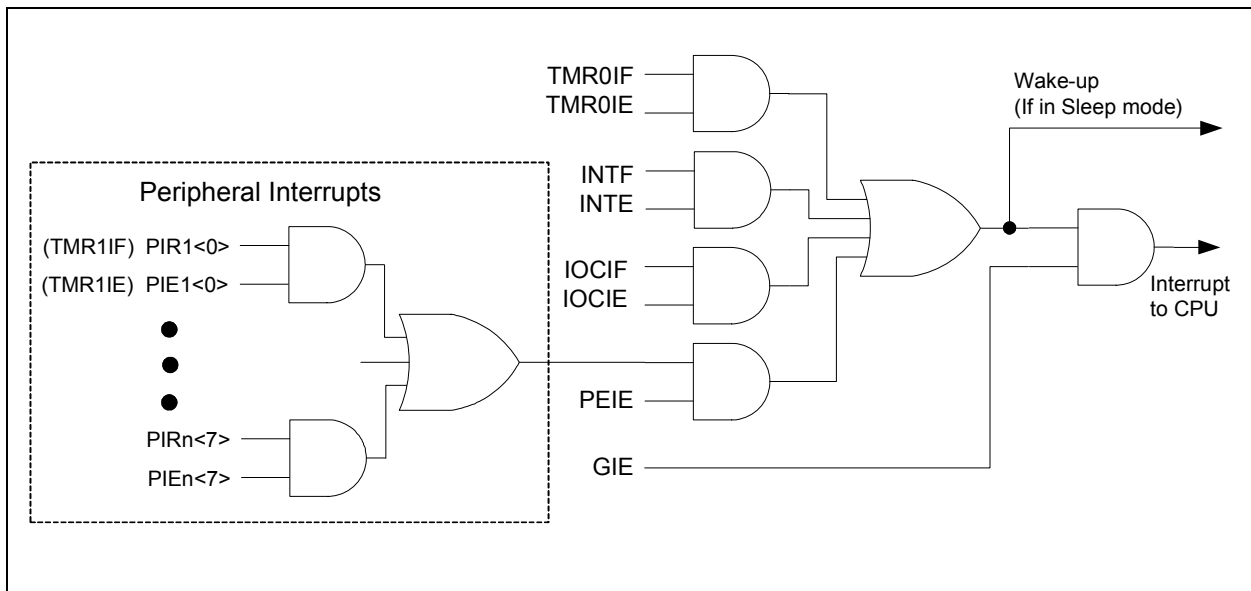 TMR0IF
TMR0IE
Wake-up
(If in Sleep mode)
INTF
INTE
Peripheral Interrupts
(TMR1IF) PIR1<0>
(TMR1IE) PIE1<0>
IOCIF
IOCIE
Interrupt
to CPU
PEIE
PIRn<7>
PIEn<7>
GIE